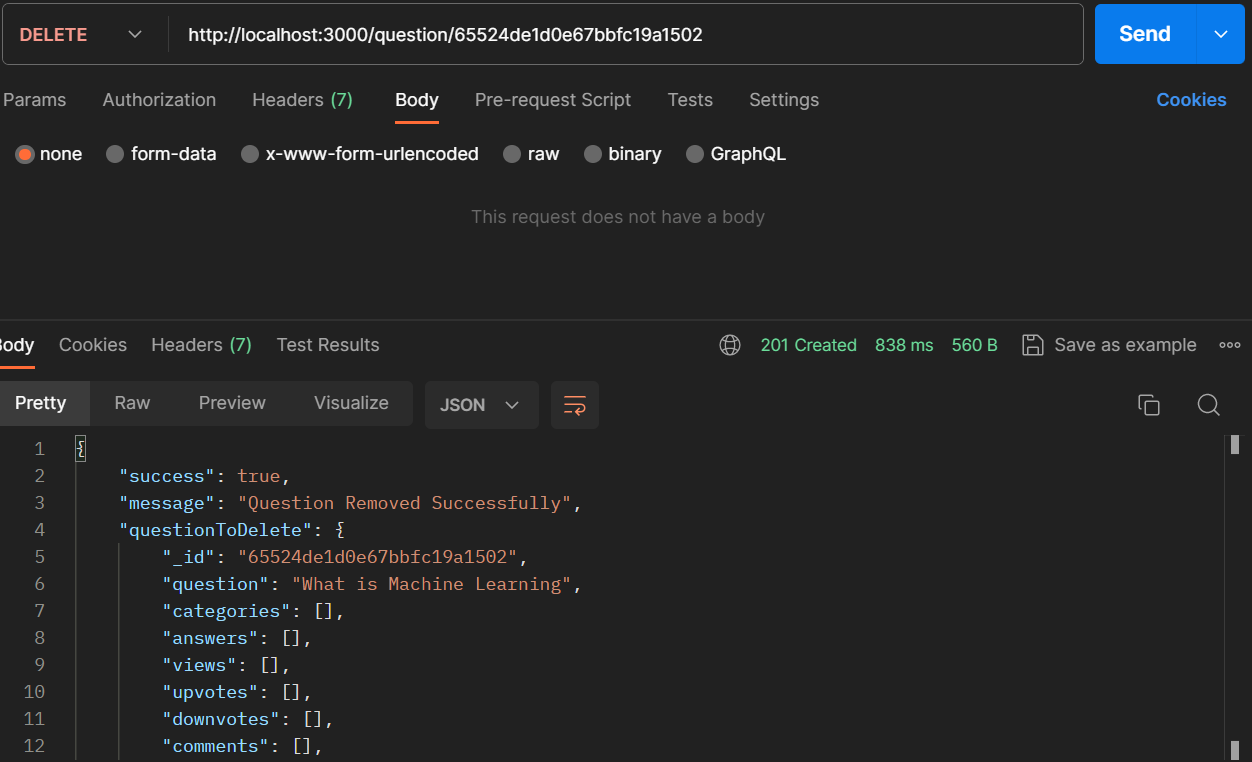 DELETE http://localhost:3000/question/65524de1d0e67bbfc19a1502 Send
Params Authorization Headers (7) Body Pre-request Script Tests Settings Cookies
none form-data x-www-form-urlencoded raw binary GraphQL
This request does not have a body
Body Cookies Headers (7) Test Results 201 Created 838 ms 560 B Save as example
Pretty Raw Preview Visualize JSON
1 {
2 "success": true,
3 "message": "Question Removed Successfully",
4 "questionToDelete": {
5 "_id": "65524de1d0e67bbfc19a1502",
6 "question": "What is Machine Learning",
7 "categories": [],
8 "answers": [],
9 "views": [],
10 "upvotes": [],
11 "downvotes": [],
12 "comments": [],